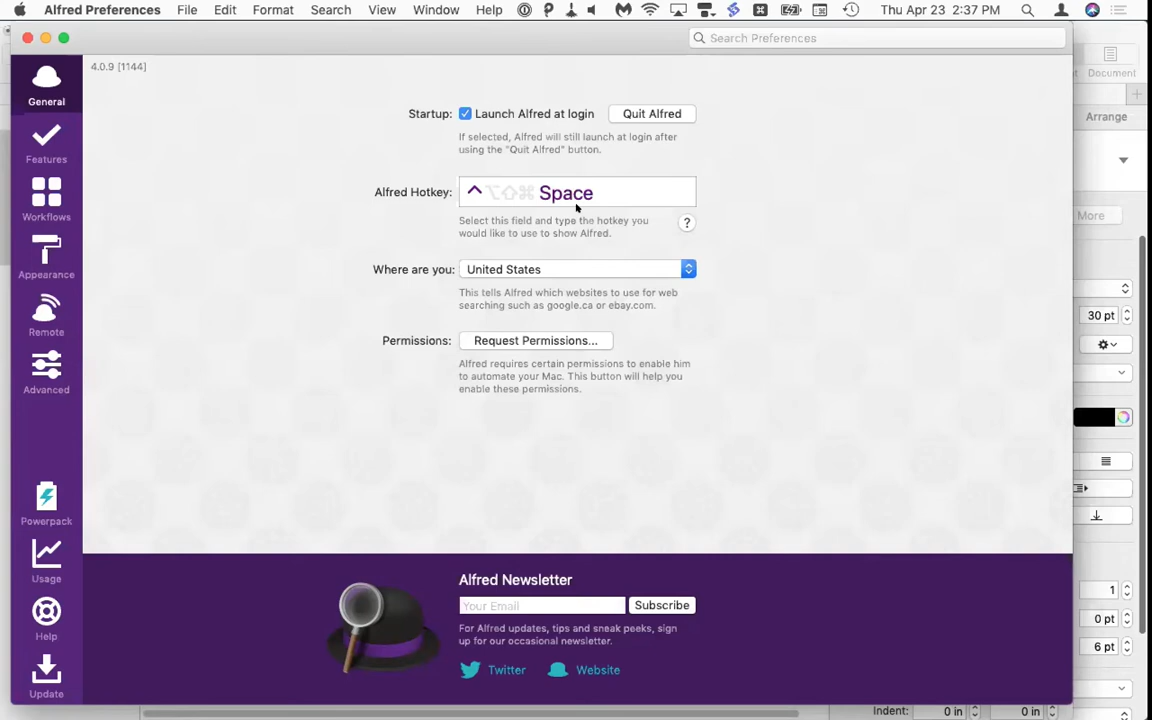 Alfred Preferences File Edit Format Search View Window Help Thu Apr 23 2:37 PM
Search Preferences
4.0.9 [1144]
General
Features
Workflows
Appearance
Remote
Advanced
Powerpack
Usage
Help
Update
Startup: Launch Alfred at login Quit Alfred
If selected, Alfred will still launch at login after
using the "Quit Alfred" button.
Alfred Hotkey: ^⌥⇧⌘ Space
Select this field and type the hotkey you
would like to use to show Alfred.
?
Where are you: United States
This tells Alfred which websites to use for web
searching such as google.ca or ebay.com.
Permissions: Request Permissions...
Alfred requires certain permissions to enable him
to automate your Mac. This button will help you
enable these permissions.
Alfred Newsletter
Your Email Subscribe
For Alfred updates, tips and sneak peeks, sign
up for our occasional newsletter.
Twitter Website
Document
Arrange
More
30 pt
1
0 pt
6 pt
Indent: 0 in 0 in